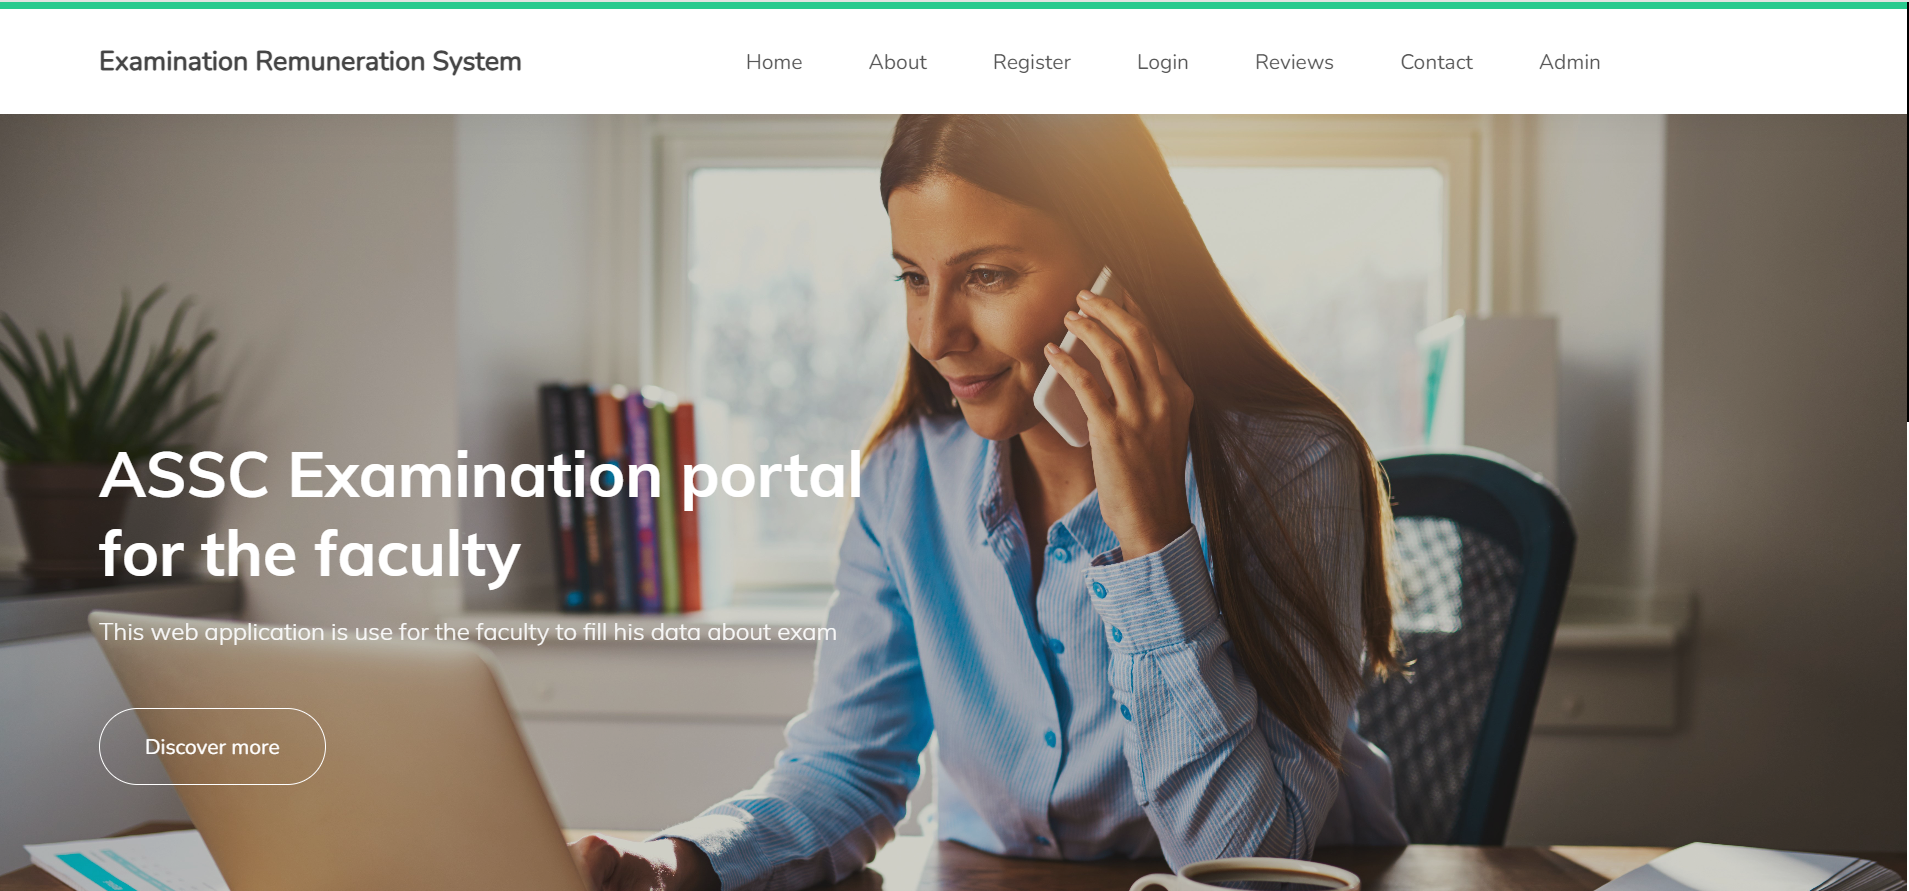 Examination Remuneration System
Home About Register Login Reviews Contact Admin
ASSC Examination portal
for the faculty
This web application is use for the faculty to fill his data about exam
Discover more